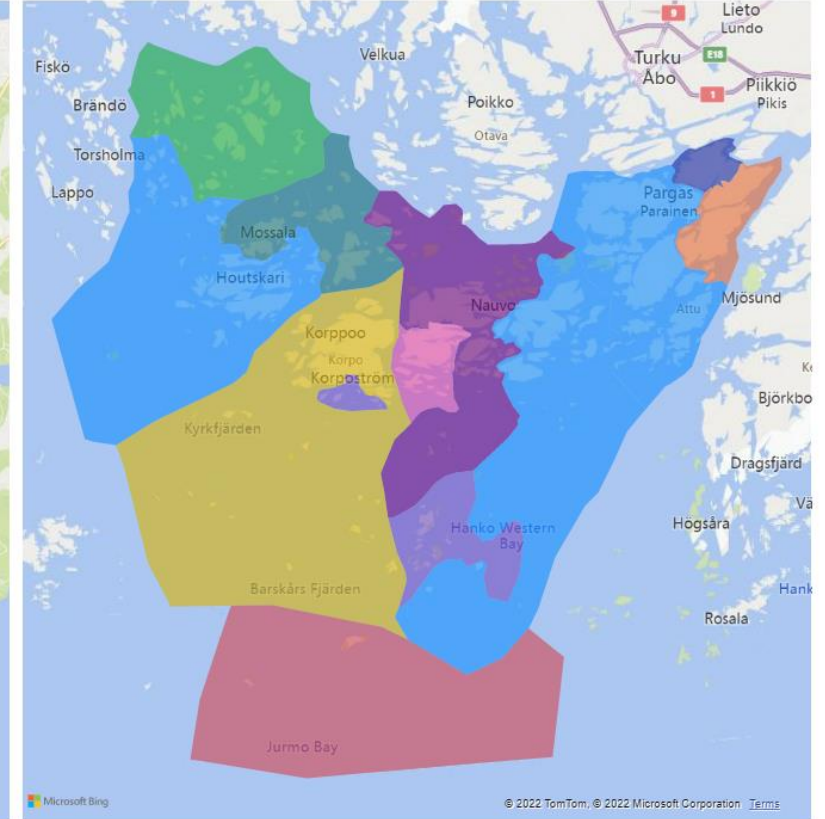 9
Lieto
Lundo
Velkua
Turku
Åbo
E18
Fiskö
Piikkiö
Pikis
1
Brändö
Poikko
Otava
Torsholma
Lappo
Pargas
Parainen
Mossala
Houtskari
Nauvo
Mjösund
Attu
Korppoo
Korpo
Korpoström
Björkbo
Kyrkfjärden
Dragsfjärd
Högsåra
Hanko Western
Bay
Barskårs Fjärden
Hank
Rosala
Jurmo Bay
Microsoft Bing
© 2022 TomTom, © 2022 Microsoft Corporation Terms